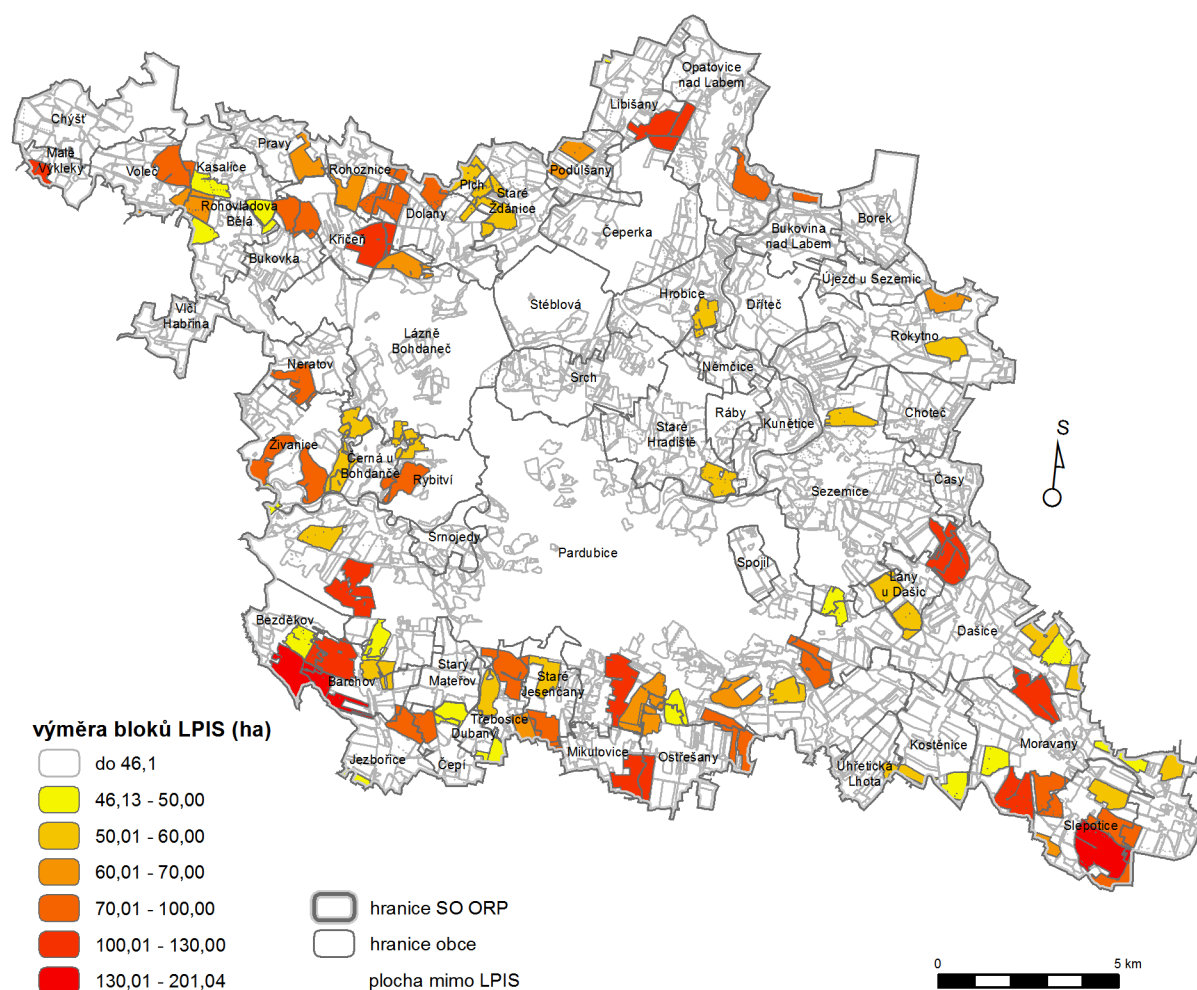 Opatovice
nad Labem
Libišany
Chýšť
Pravy
Malé
Výkleky
Voleč
Kasalice
Rohoznice
Podůlšany
Plch
Staré
Ždánice
Rohovládova
Bělá
Dolany
Křičeň
Čeperka
Bukovina
nad Labem
Borek
Bukovka
Újezd u Sezemic
Hrobice
Dříteč
Stéblová
Vlčí
Habřina
Lázně
Bohdaneč
Rokytno
Neratov
Němčice
Srch
Ráby
Choteč
Staré
Hradiště
Kunětice
S
Živanice
Černá u
Bohdanče
Rybitví
Sezemice
Časy
Srnojedy
Pardubice
Spojil
Lány
u Dašic
Bezděkov
Dašice
Starý
Mateřov
Staré
Jesenčany
Barchov
Třebosice
Dubany
Mikulovice
Ostřešany
Kostěnice
Moravany
Jezbořice
Čepí
Úhřetická
Lhota
Slepotice
výměra bloků LPIS (ha)
do 46,1
46,13 - 50,00
50,01 - 60,00
60,01 - 70,00
70,01 - 100,00
100,01 - 130,00
130,01 - 201,04
hranice SO ORP
hranice obce
plocha mimo LPIS
0
5 km